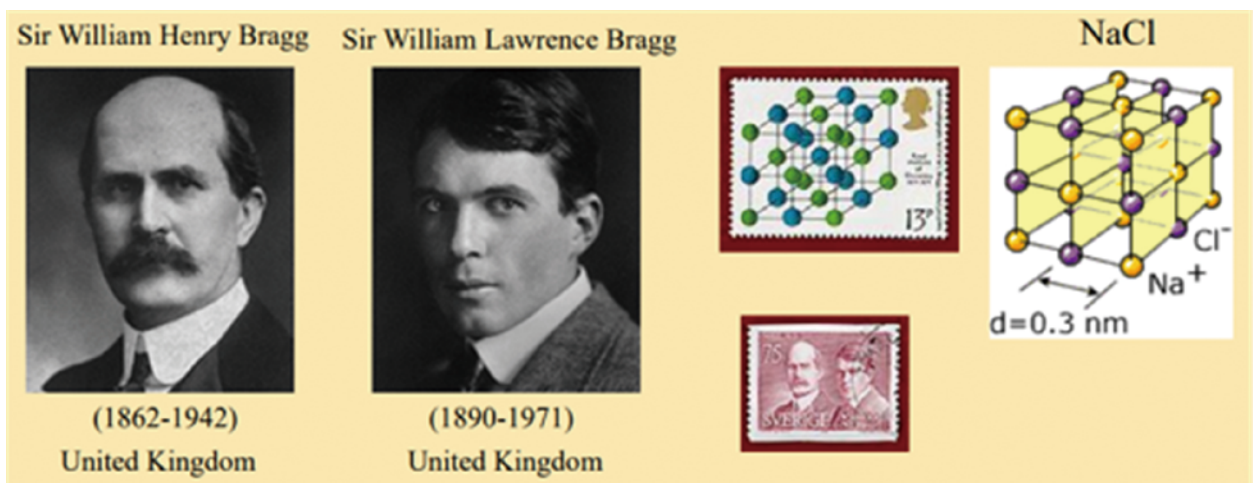 Sir William Henry Bragg
Sir William Lawrence Bragg
NaCl
13P
Cl⁻
Na⁺
d=0.3 nm
75
SVERIGE
(1862-1942)
(1890-1971)
United Kingdom
United Kingdom